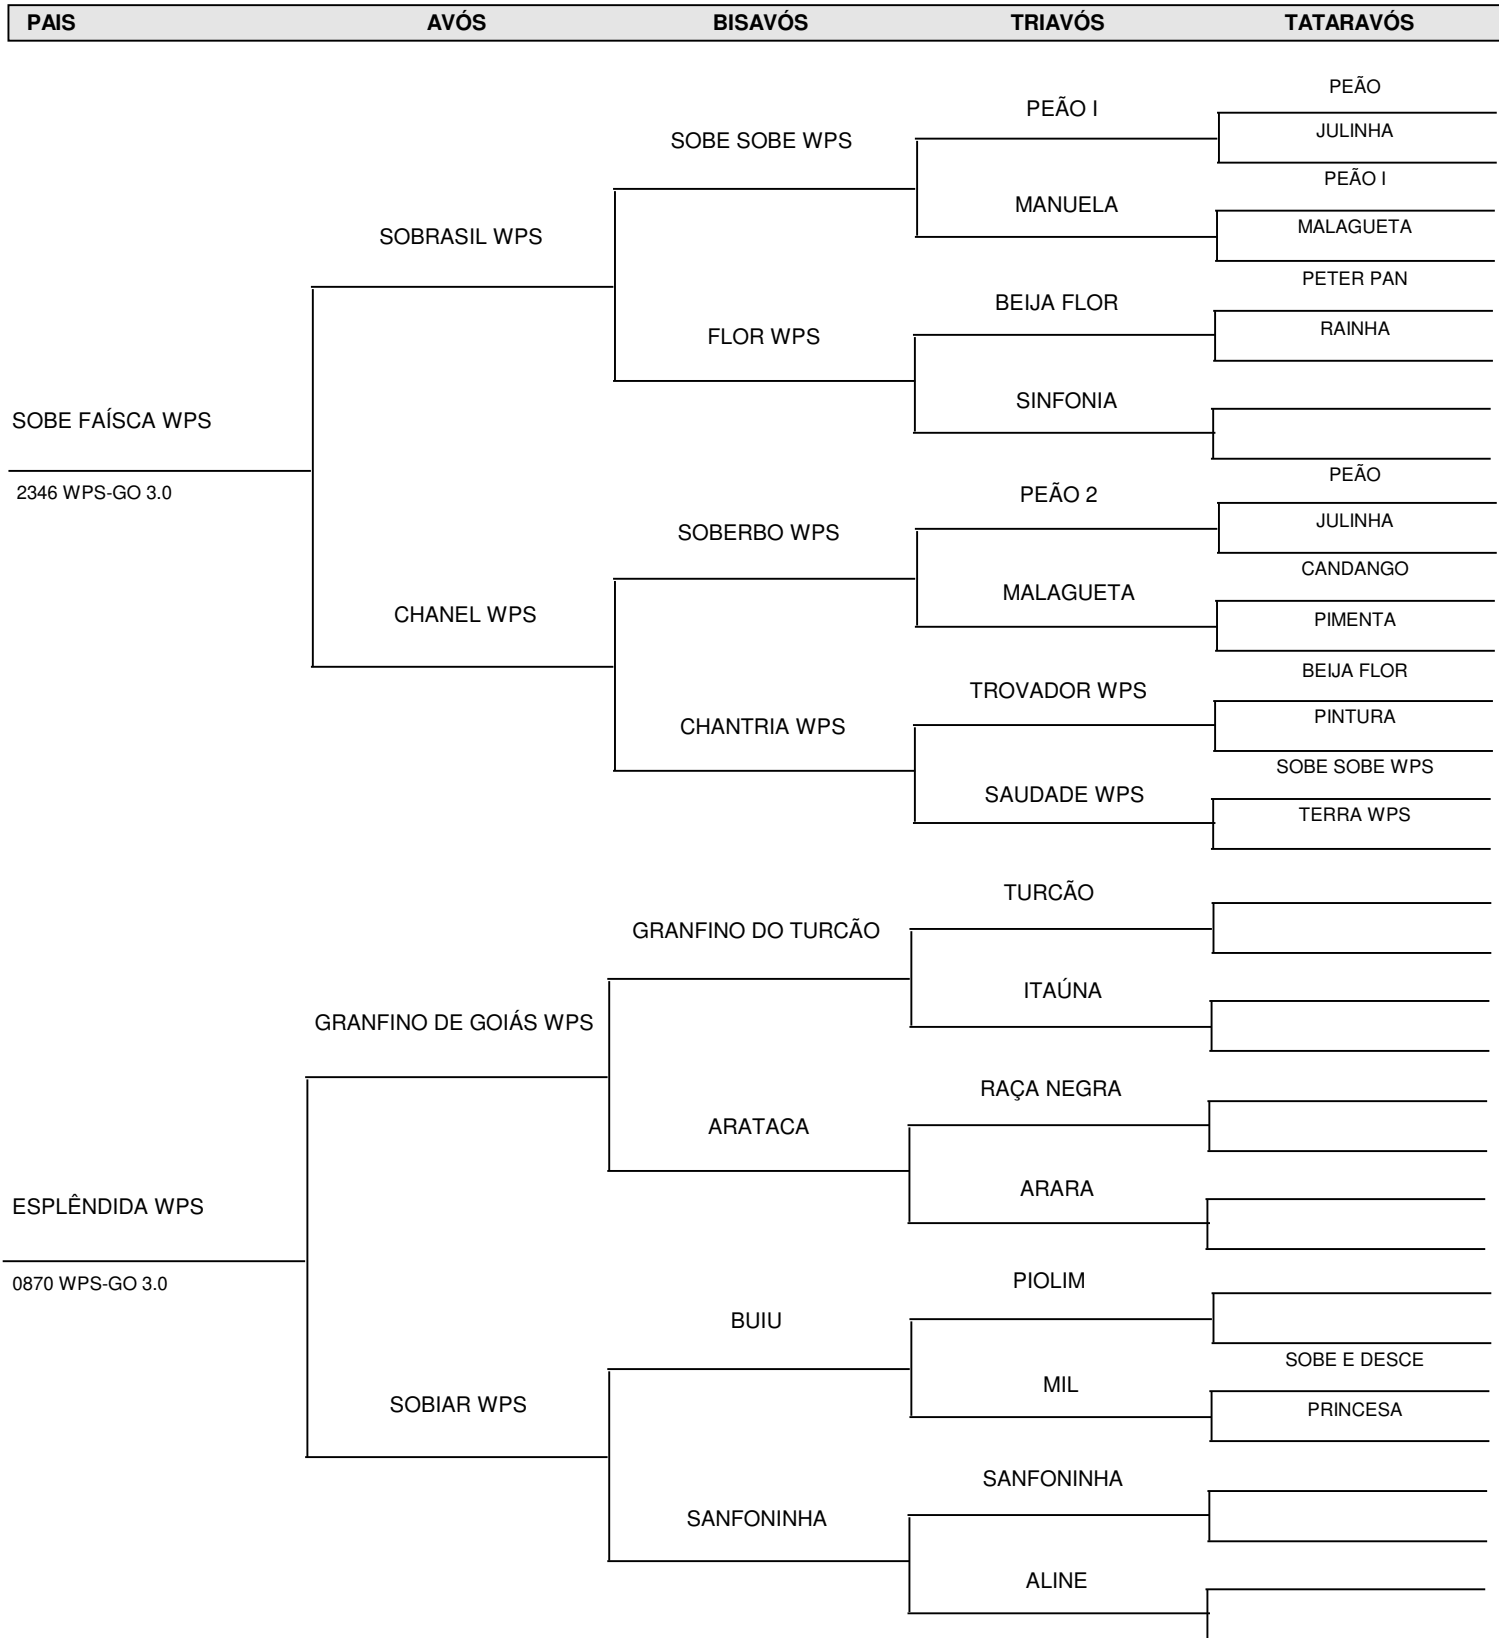 PAIS AVÓS BISAVÓS TRIAVÓS TATARAVÓS
PEÃO
PEÃO I
JULINHA
SOBE SOBE WPS
PEÃO I
MANUELA
MALAGUETA
SOBRASIL WPS
PETER PAN
BEIJA FLOR
RAINHA
FLOR WPS
SINFONIA
SOBE FAÍSCA WPS
PEÃO
2346 WPS-GO 3.0
PEÃO 2
JULINHA
SOBERBO WPS
CANDANGO
MALAGUETA
CHANEL WPS
PIMENTA
BEIJA FLOR
TROVADOR WPS
PINTURA
CHANTRIA WPS
SOBE SOBE WPS
SAUDADE WPS
TERRA WPS
TURCÃO
GRANFINO DO TURCÃO
ITAÚNA
GRANFINO DE GOIÁS WPS
RAÇA NEGRA
ARATACA
ARARA
ESPLÊNDIDA WPS
0870 WPS-GO 3.0
PIOLIM
BUIU
SOBE E DESCE
MIL
SOBIAR WPS
PRINCESA
SANFONINHA
SANFONINHA
ALINE